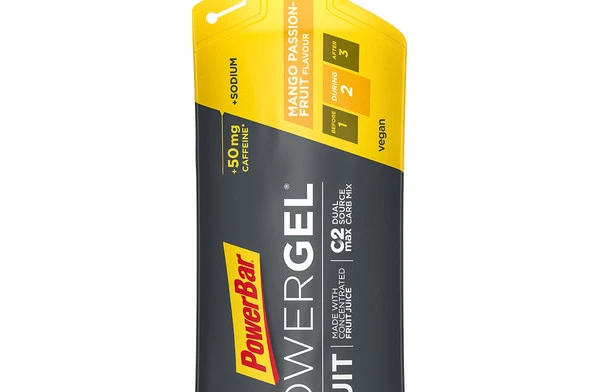 MANGO PASSION-
FRUIT FLAVOUR
BEFORE
1
DURING
2
AFTER
3
+SODIUM
+50 mg
CAFFEINE*
vegan
PowerBar
OWERGEL®
UIT
MADE WITH
CONCENTRATED
FRUIT JUICE
C2
max
DUAL
SOURCE
CARB MIX